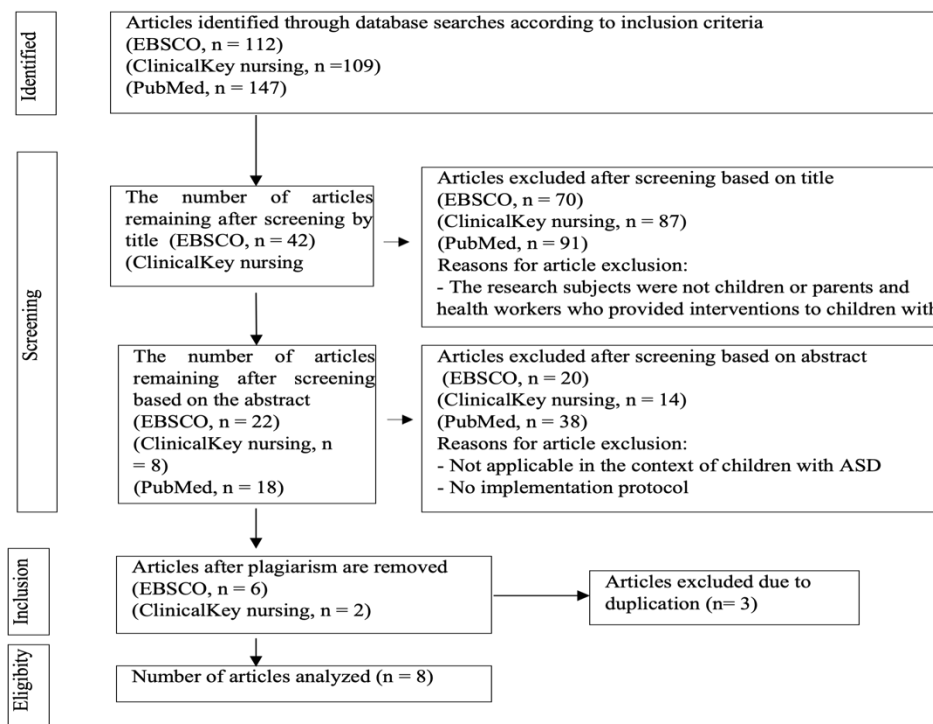 Identified
Articles identified through database searches according to inclusion criteria
(EBSCO, n = 112)
(ClinicalKey nursing, n =109)
(PubMed, n = 147)
Screening
The number of articles
remaining after screening by
title (EBSCO, n = 42)
(ClinicalKey nursing
Articles excluded after screening based on title
(EBSCO, n = 70)
(ClinicalKey nursing, n = 87)
(PubMed, n = 91)
Reasons for article exclusion:
- The research subjects were not children or parents and
health workers who provided interventions to children with
The number of articles
remaining after screening
based on the abstract
(EBSCO, n = 22)
(ClinicalKey nursing, n
= 8)
(PubMed, n = 18)
Articles excluded after screening based on abstract
(EBSCO, n = 20)
(ClinicalKey nursing, n = 14)
(PubMed, n = 38)
Reasons for article exclusion:
- Not applicable in the context of children with ASD
- No implementation protocol
Inclusion
Articles after plagiarism are removed
(EBSCO, n = 6)
(ClinicalKey nursing, n = 2)
Articles excluded due to
duplication (n= 3)
Eligibity
Number of articles analyzed (n = 8)